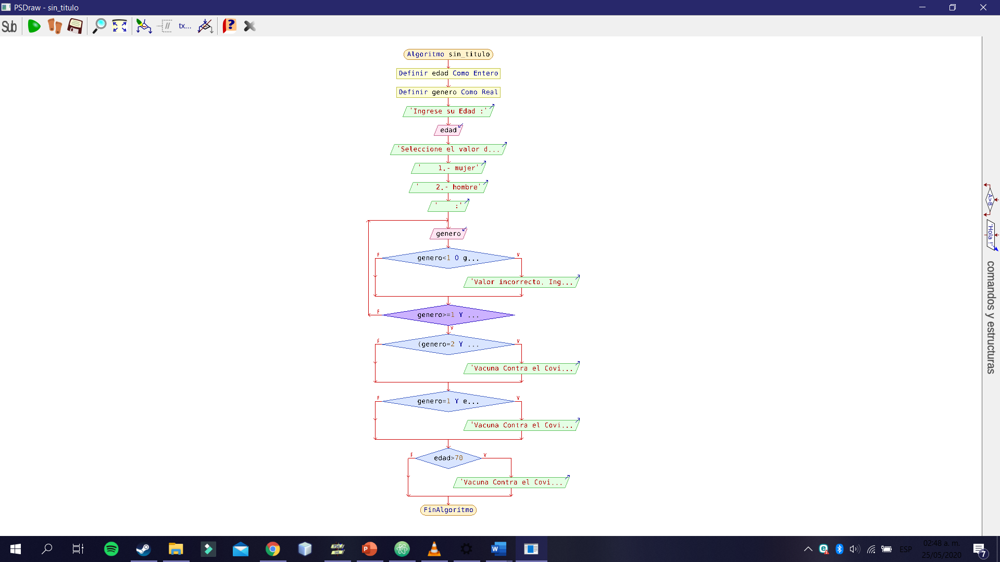 PSDraw - sin_titulo
Sub
tx...
Algoritmo sin_titulo
Definir edad Como Entero
Definir genero Como Real
'Ingrese su Edad :'
edad
'Seleccione el valor d...
'    1.- mujer'
'    2.- hombre'
'    :'
genero
F
genero<1 O g...
V
'Valor incorrecto. Ing...
F
genero>=1 Y ...
V
F
(genero=2 Y ...
V
'Vacuna Contra el Covi...
F
genero=1 Y e...
V
'Vacuna Contra el Covi...
F
edad>70
V
'Vacuna Contra el Covi...
FinAlgoritmo
A>B
'Hola !'
comandos y estructuras
ESP
02:48 a. m.
25/05/2020
7